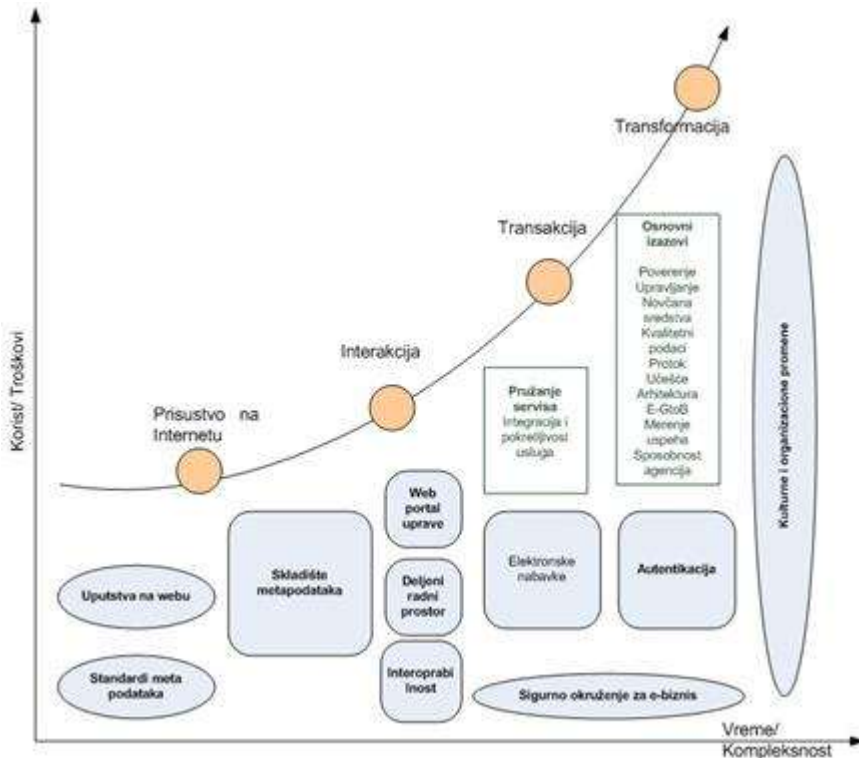 Transformacija
Transakcija
Osnovni
izazovi
Poverenje
Upravljanje
Novčana
sredstva
Kvalitetni
podaci
Protok
Učešće
Arhitektura
E-GtoB
Merenje
uspeha
Sposobnost
agencija
Interakcija
Pružanje
servisa
Integracija i
pokretljivost
usluga
Prisustvo na
Internetu
Korist/ Troškovi
Kulturne i organizacione promene
Web
portal
uprave
Skladište
metapodataka
Deljeni
radni
prostor
Elektronske
nabavke
Autentikacija
Uputstva na webu
Standardi meta
podataka
Interoprabi
lnost
Sigurno okruženje za e-biznis
Vreme/
Kompleksnost